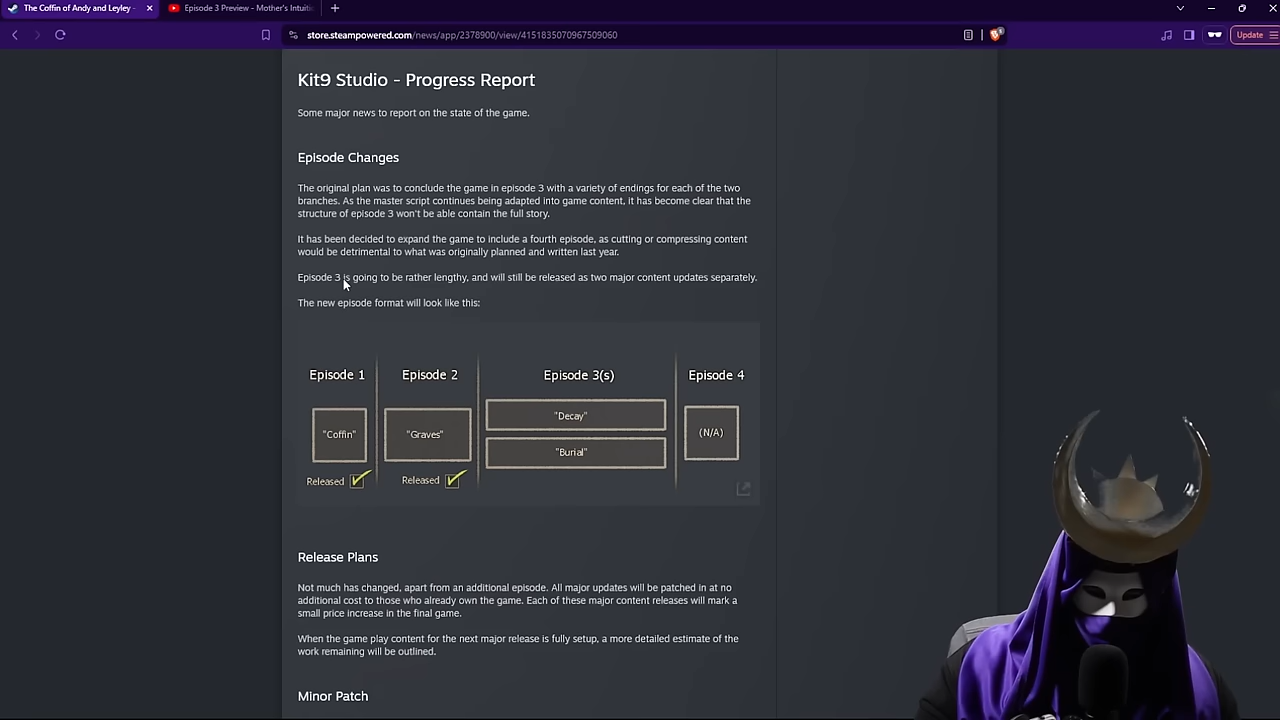 The Coffin of Andy and Leyley -
Episode 3 Preview - Mother's Intuiti
store.steampowered.com/news/app/2378900/view/4151835070967509060
Update
Kit9 Studio - Progress Report
Some major news to report on the state of the game.
Episode Changes
The original plan was to conclude the game in episode 3 with a variety of endings for each of the two
branches. As the master script continues being adapted into game content, it has become clear that the
structure of episode 3 won't be able contain the full story.
It has been decided to expand the game to include a fourth episode, as cutting or compressing content
would be detrimental to what was originally planned and written last year.
Episode 3 is going to be rather lengthy, and will still be released as two major content updates separately.
The new episode format will look like this:
Episode 1 Episode 2 Episode 3(s) Episode 4
"Coffin" "Graves" "Decay" (N/A)
"Burial"
Released Released
Release Plans
Not much has changed, apart from an additional episode. All major updates will be patched in at no
additional cost to those who already own the game. Each of these major content releases will mark a
small price increase in the final game.
When the game play content for the next major release is fully setup, a more detailed estimate of the
work remaining will be outlined.
Minor Patch